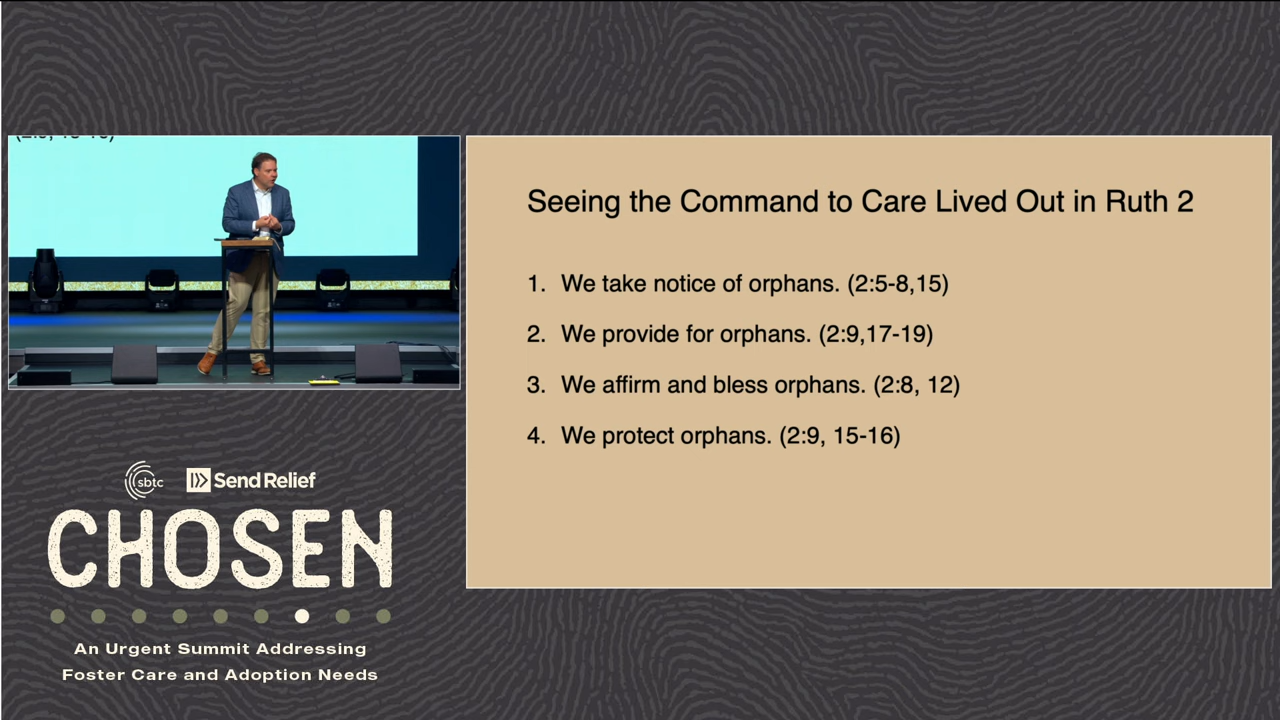 Seeing the Command to Care Lived Out in Ruth 2
1. We take notice of orphans. (2:5-8,15)
2. We provide for orphans. (2:9,17-19)
3. We affirm and bless orphans. (2:8, 12)
4. We protect orphans. (2:9, 15-16)
sbtc Send Relief
CHOSEN
An Urgent Summit Addressing
Foster Care and Adoption Needs